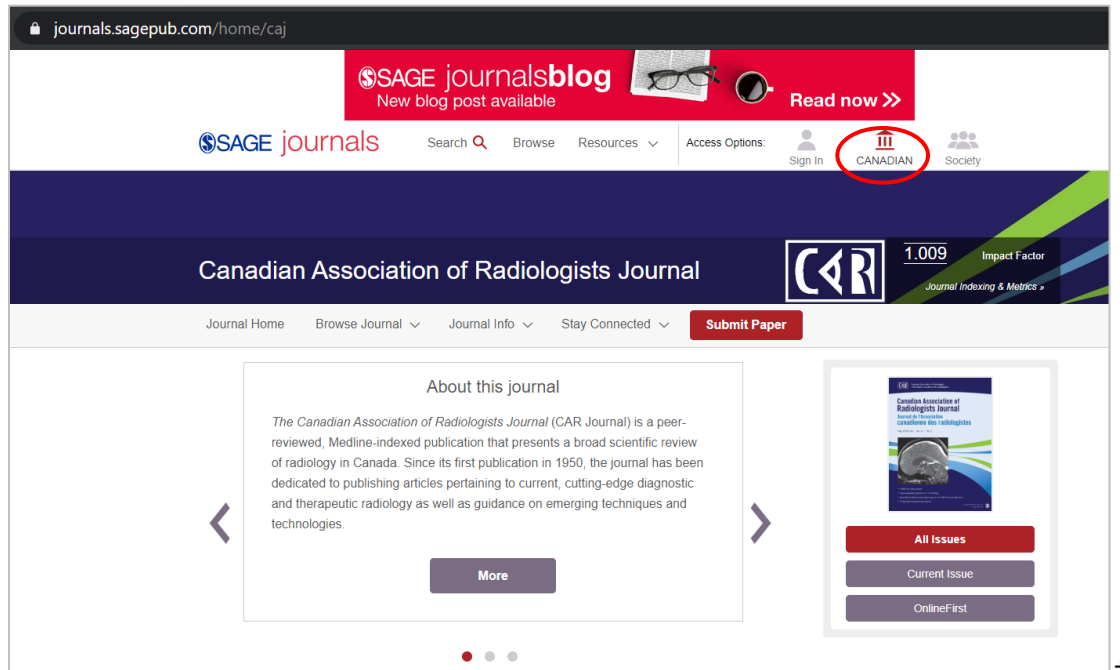 journals.sagepub.com/home/caj
SSAGE journalsblog
New blog post available
Read now >>
SSAGE journals
Search
Browse
Resources
Access Options:
Sign In
CANADIAN
Society
Canadian Association of Radiologists Journal
CAR
1.009
Impact Factor
Journal Indexing & Metrics »
Journal Home
Browse Journal
Journal Info
Stay Connected
Submit Paper
About this journal
The Canadian Association of Radiologists Journal (CAR Journal) is a peer-
reviewed, Medline-indexed publication that presents a broad scientific review
of radiology in Canada. Since its first publication in 1950, the journal has been
dedicated to publishing articles pertaining to current, cutting-edge diagnostic
and therapeutic radiology as well as guidance on emerging techniques and
technologies.
More
CAR
Canadian Association of
Radiologists Journal
Journal de l'Association
canadienne des radiologistes
All Issues
Current Issue
OnlineFirst